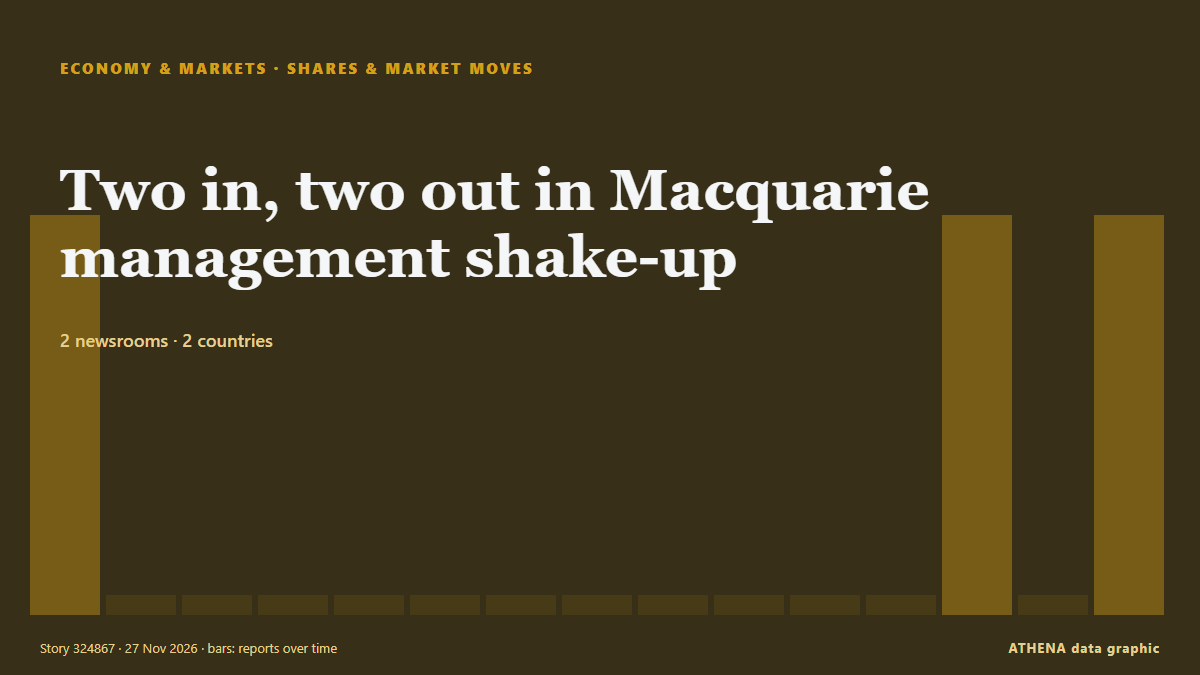 ECONOMY & MARKETS · SHARES & MARKET MOVES
Two in, two out in Macquarie
management shake-up
2 newsrooms · 2 countries
Story 324867 · 27 Nov 2026 · bars: reports over time
ATHENA data graphic